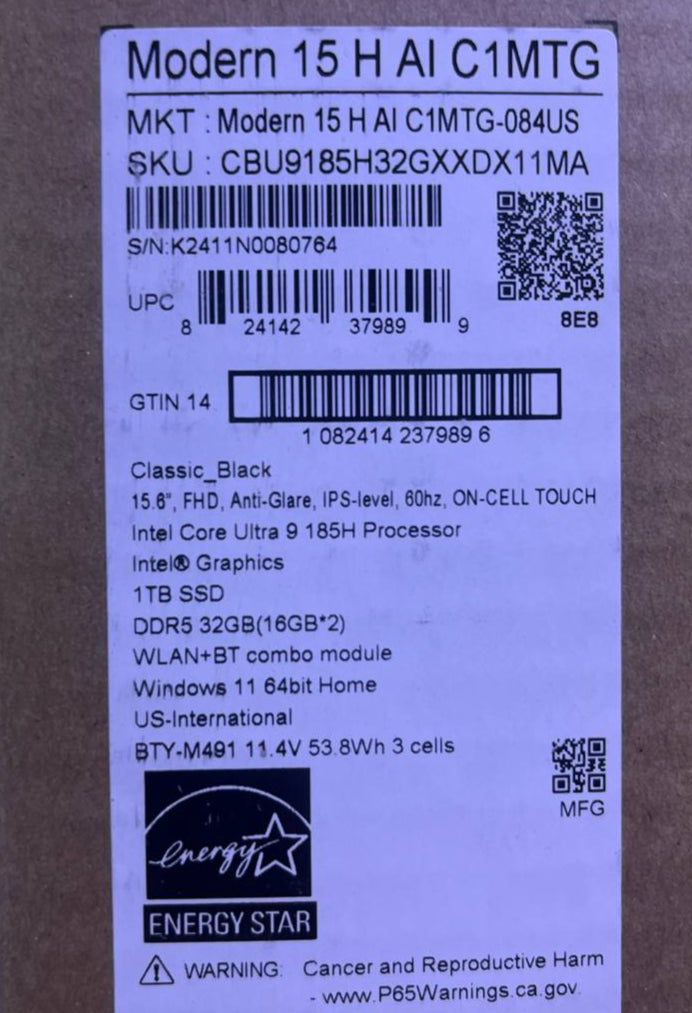 Modern 15 H AI C1MTG
MKT : Modern 15 H AI C1MTG-084US
SKU : CBU9185H32GXXDX11MA
S/N:K2411N0080764
8E8
UPC 8 24142 37989 9
GTIN 14
1 082414 237989 6
Classic_Black
15.6", FHD, Anti-Glare, IPS-level, 60hz, ON-CELL TOUCH
Intel Core Ultra 9 185H Processor
Intel® Graphics
1TB SSD
DDR5 32GB(16GB*2)
WLAN+BT combo module
Windows 11 64bit Home
US-International
BTY-M491 11.4V 53.8Wh 3 cells
MFG
energy
ENERGY STAR
WARNING: Cancer and Reproductive Harm
- www.P65Warnings.ca.gov.